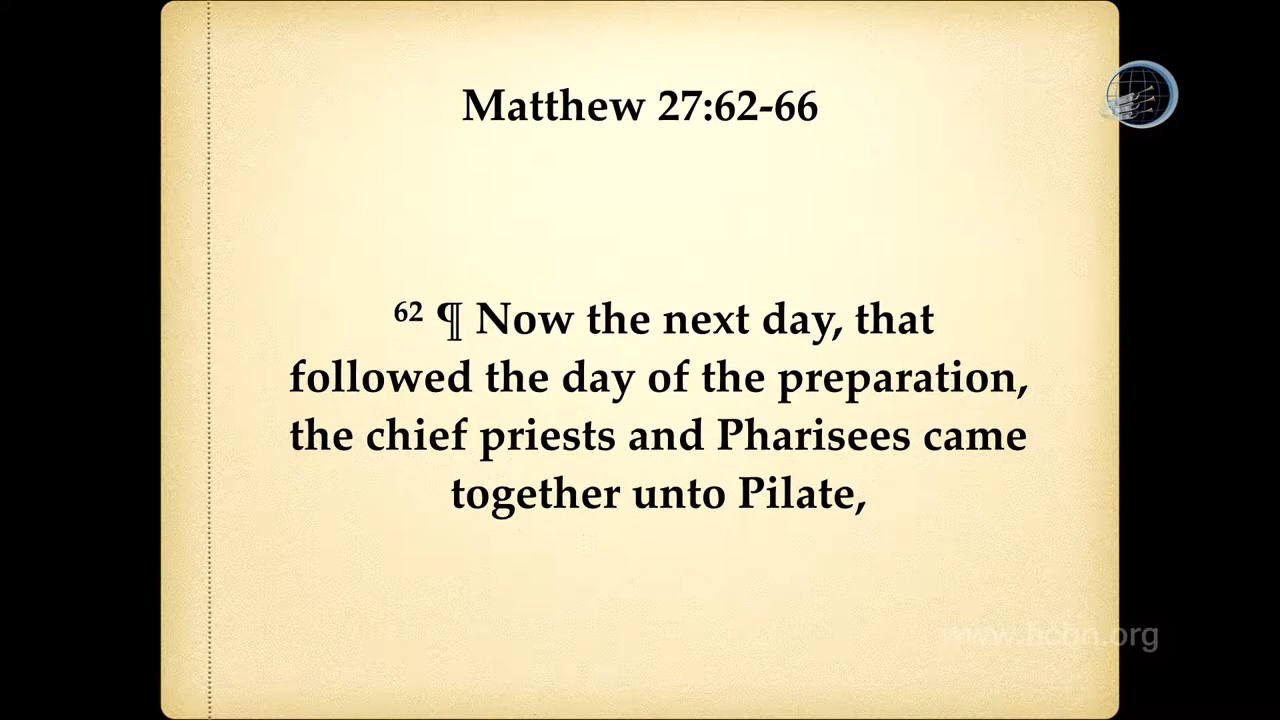 Matthew 27:62-66
62 ¶ Now the next day, that
followed the day of the preparation,
the chief priests and Pharisees came
together unto Pilate,
www.hcbn.org